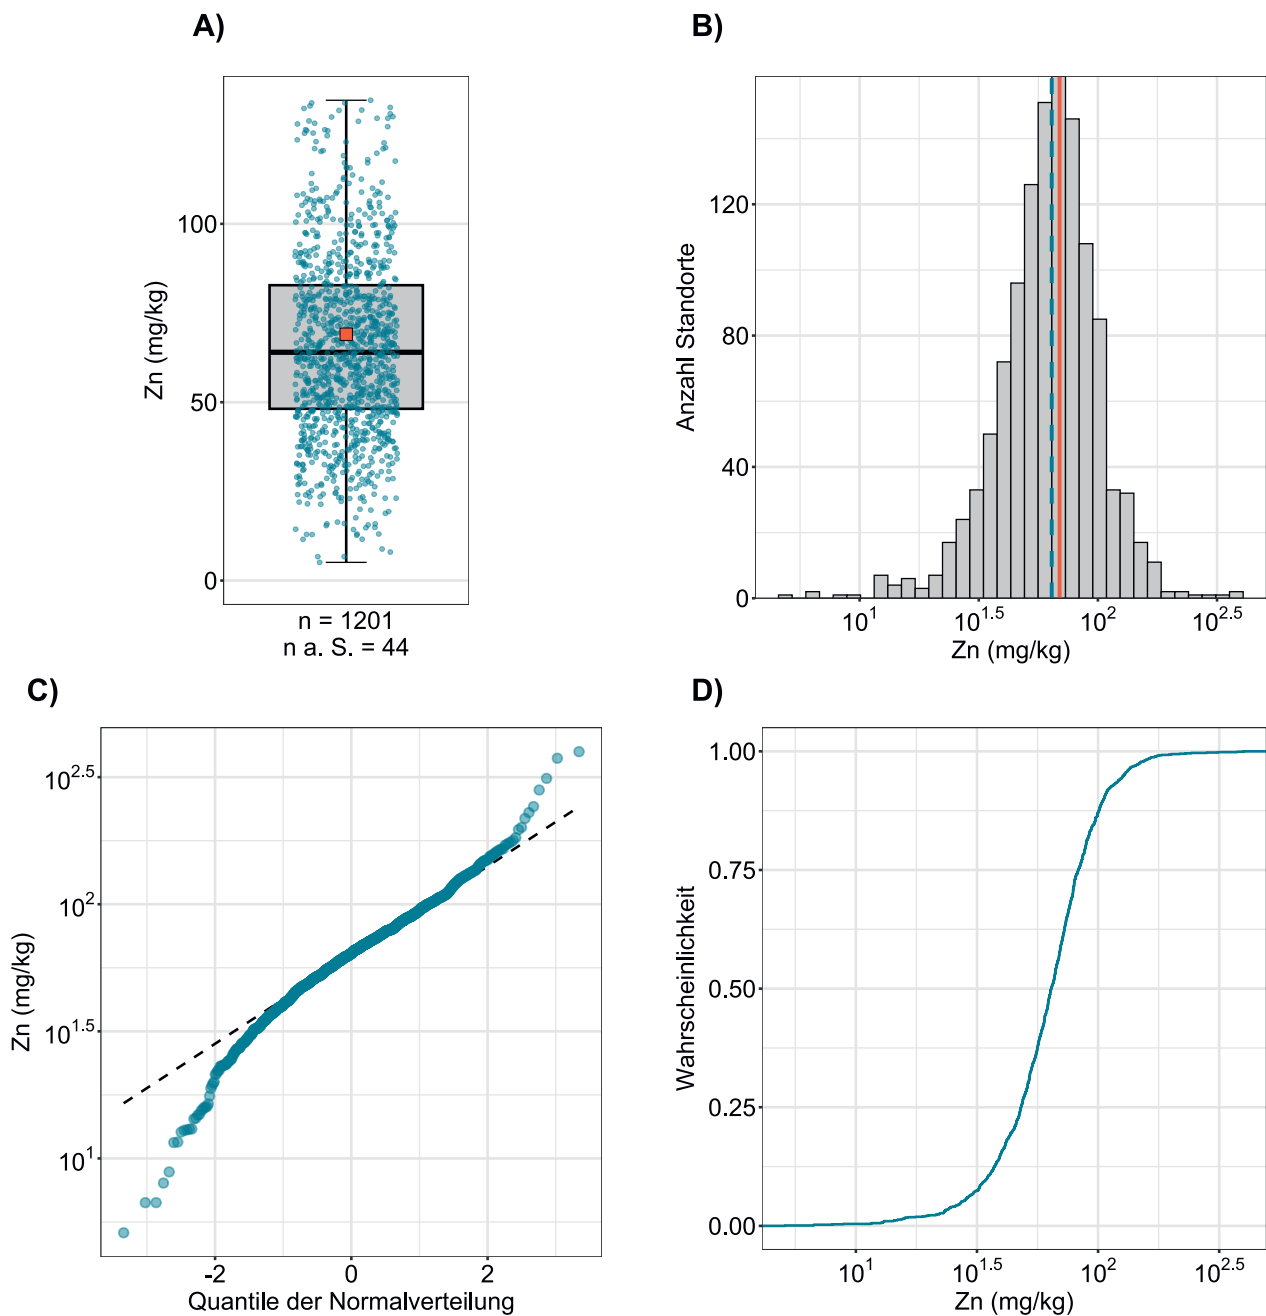 A)
Zn (mg/kg)
100
50
0
n = 1201
n a. S. = 44
B)
Anzahl Standorte
120
80
40
0
10^1
10^1.5
10^2
10^2.5
Zn (mg/kg)
C)
Zn (mg/kg)
10^2.5
10^2
10^1.5
10^1
-2
0
2
Quantile der Normalverteilung
D)
Wahrscheinlichkeit
1.00
0.75
0.50
0.25
0.00
10^1
10^1.5
10^2
10^2.5
Zn (mg/kg)